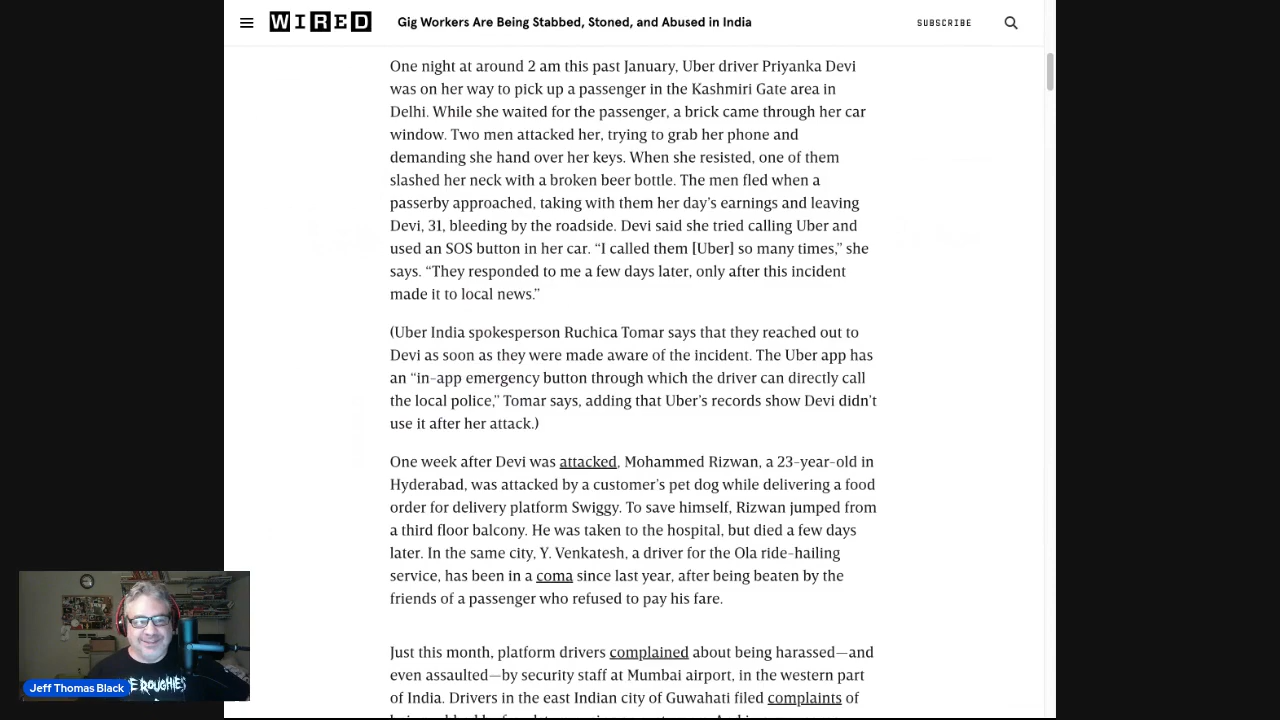 WIRED
Gig Workers Are Being Stabbed, Stoned, and Abused in India
SUBSCRIBE
One night at around 2 am this past January, Uber driver Priyanka Devi
was on her way to pick up a passenger in the Kashmiri Gate area in
Delhi. While she waited for the passenger, a brick came through her car
window. Two men attacked her, trying to grab her phone and
demanding she hand over her keys. When she resisted, one of them
slashed her neck with a broken beer bottle. The men fled when a
passerby approached, taking with them her day’s earnings and leaving
Devi, 31, bleeding by the roadside. Devi said she tried calling Uber and
used an SOS button in her car. “I called them [Uber] so many times,” she
says. “They responded to me a few days later, only after this incident
made it to local news.”
(Uber India spokesperson Ruchica Tomar says that they reached out to
Devi as soon as they were made aware of the incident. The Uber app has
an “in-app emergency button through which the driver can directly call
the local police,” Tomar says, adding that Uber’s records show Devi didn’t
use it after her attack.)
One week after Devi was attacked, Mohammed Rizwan, a 23-year-old in
Hyderabad, was attacked by a customer’s pet dog while delivering a food
order for delivery platform Swiggy. To save himself, Rizwan jumped from
a third floor balcony. He was taken to the hospital, but died a few days
later. In the same city, Y. Venkatesh, a driver for the Ola ride-hailing
service, has been in a coma since last year, after being beaten by the
friends of a passenger who refused to pay his fare.
Just this month, platform drivers complained about being harassed—and
even assaulted—by security staff at Mumbai airport, in the western part
of India. Drivers in the east Indian city of Guwahati filed complaints of
Jeff Thomas Black
E ROUGHIES